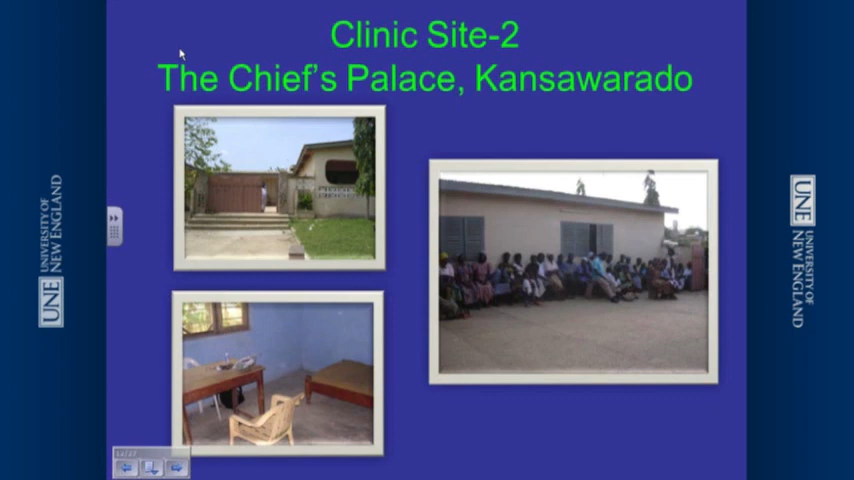 Clinic Site-2
The Chief's Palace, Kansawarado
UNE UNIVERSITY OF
NEW ENGLAND
UNE UNIVERSITY OF
NEW ENGLAND